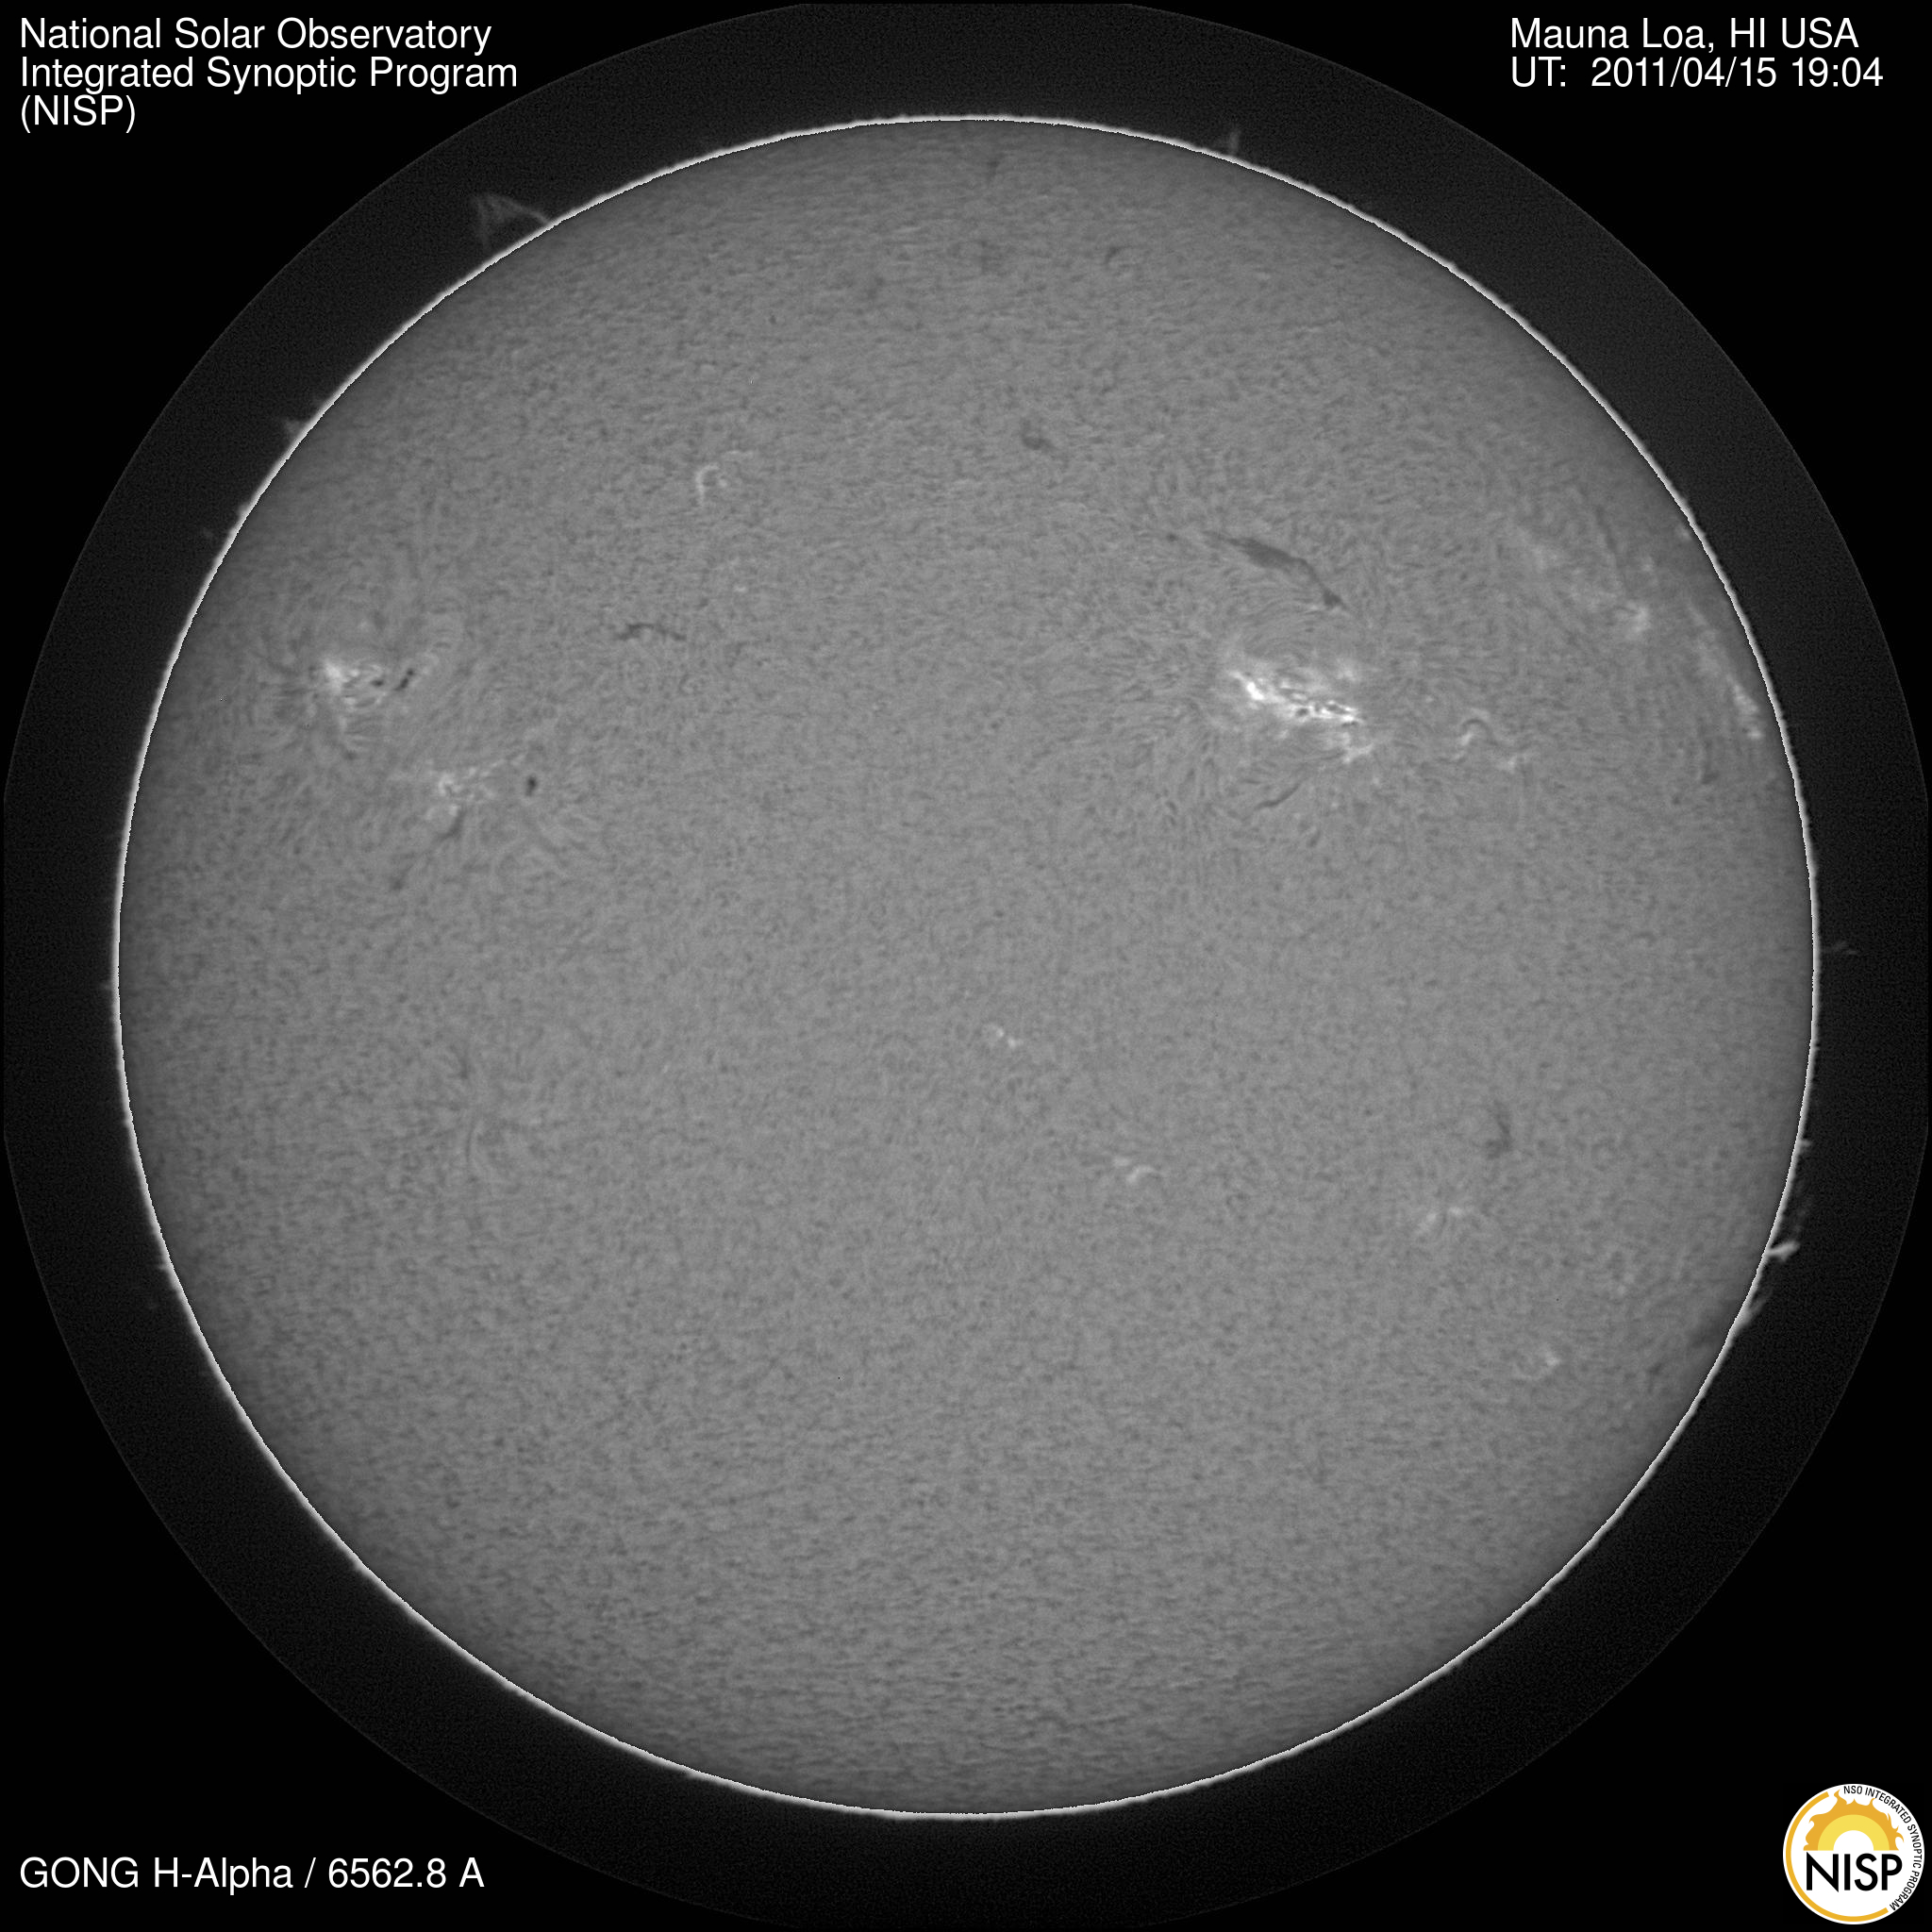 National Solar Observatory
Integrated Synoptic Program
(NISP)
Mauna Loa, HI USA
UT:  2011/04/15 19:04
GONG H-Alpha / 6562.8 A
NSO INTEGRATED SYNOPTIC PROGRAM
NISP